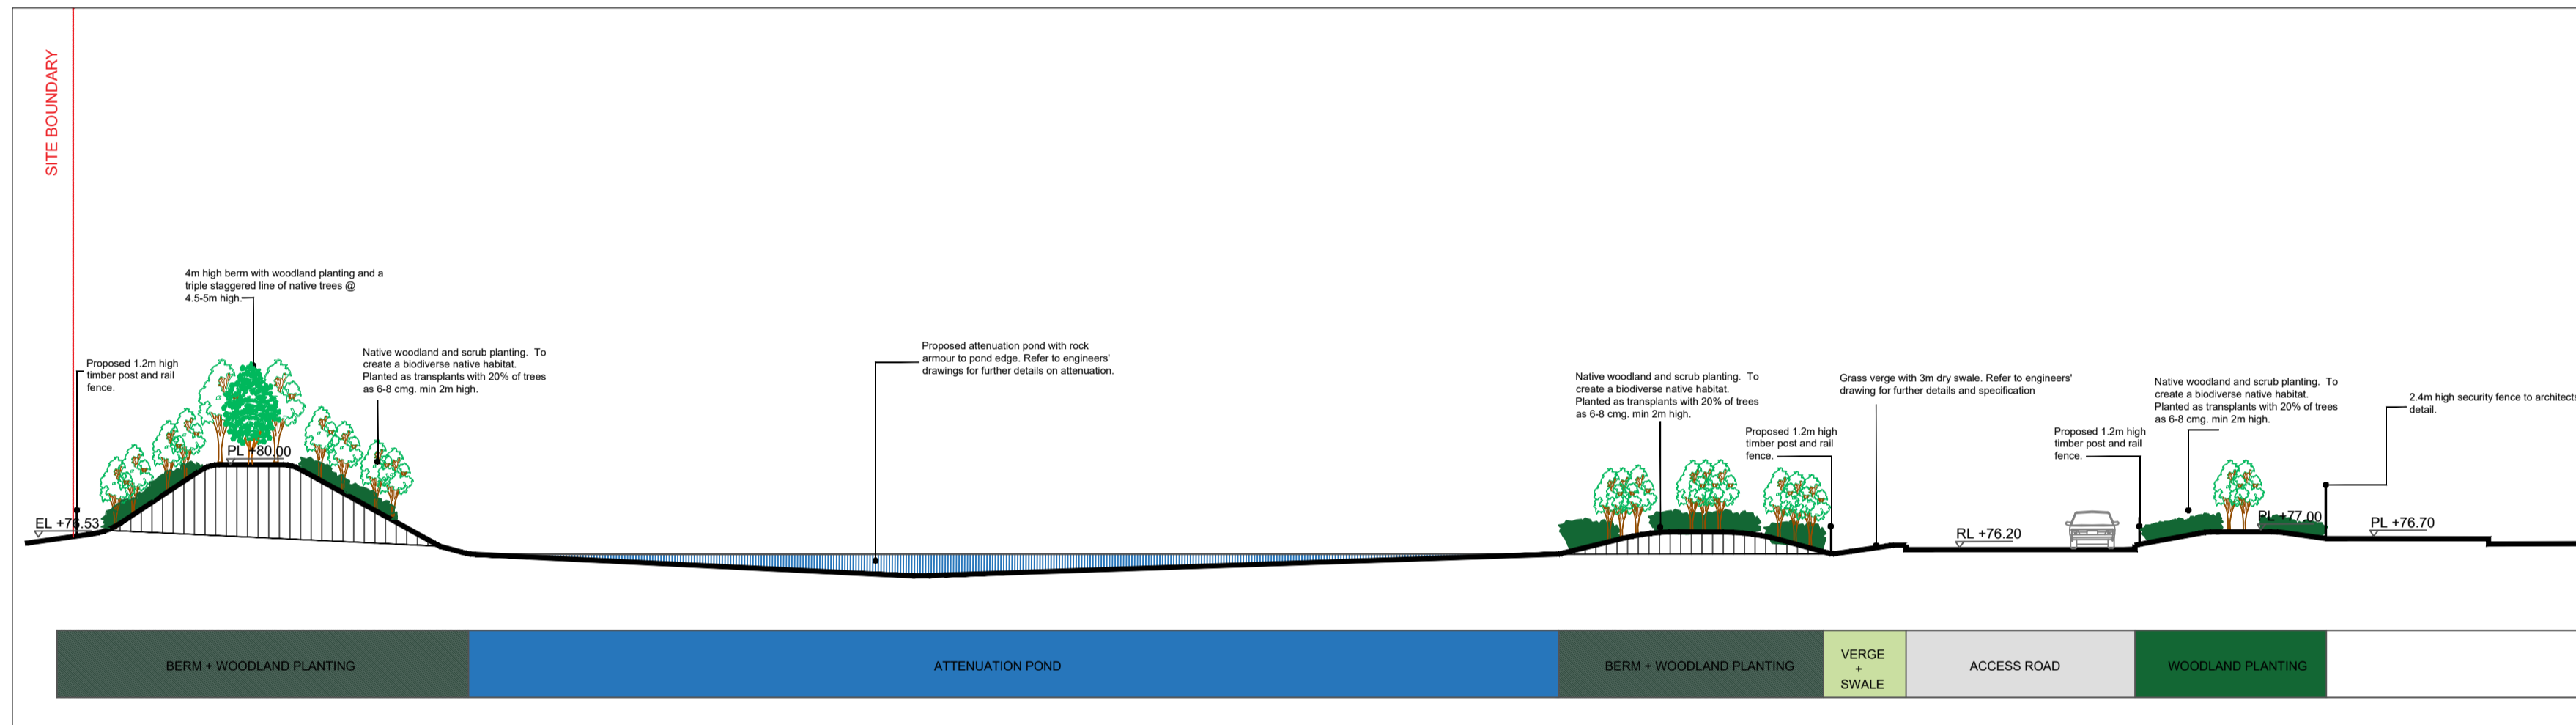 SITE BOUNDARY
4m high berm with woodland planting and a
triple staggered line of native trees @
4.5-5m high.
Proposed 1.2m high
timber post and rail
fence.
Native woodland and scrub planting. To
create a biodiverse native habitat.
Planted as transplants with 20% of trees
as 6-8 cmg. min 2m high.
PL +80.00
EL +76.53
Proposed attenuation pond with rock
armour to pond edge. Refer to engineers'
drawings for further details on attenuation.
Native woodland and scrub planting. To
create a biodiverse native habitat.
Planted as transplants with 20% of trees
as 6-8 cmg. min 2m high.
Proposed 1.2m high
timber post and rail
fence.
Grass verge with 3m dry swale. Refer to engineers'
drawing for further details and specification
RL +76.20
Proposed 1.2m high
timber post and rail
fence.
Native woodland and scrub planting. To
create a biodiverse native habitat.
Planted as transplants with 20% of trees
as 6-8 cmg. min 2m high.
2.4m high security fence to architects
detail.
PL +77.00
PL +76.70
BERM + WOODLAND PLANTING
ATTENUATION POND
BERM + WOODLAND PLANTING
VERGE
+
SWALE
ACCESS ROAD
WOODLAND PLANTING